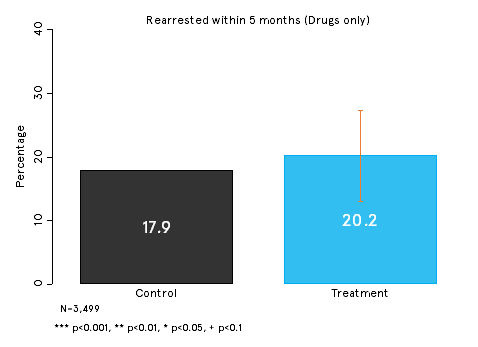 Rearrested within 5 months (Drugs only)
Percentage
40
30
20
10
0
17.9
20.2
Control
Treatment
N=3,499
*** p<0.001, ** p<0.01, * p<0.05, + p<0.1